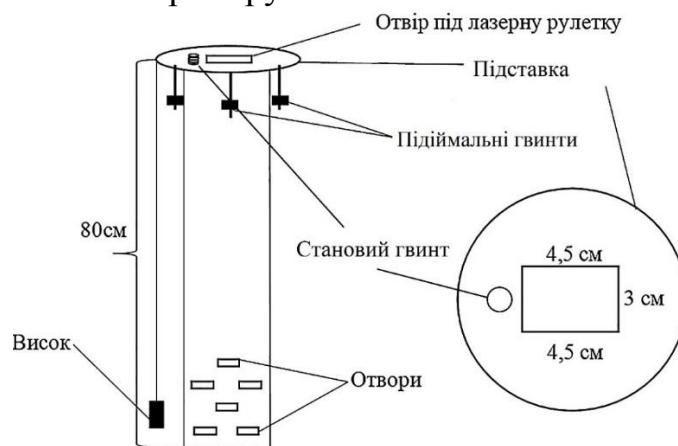 Отвір під лазерну рулетку
Підставка
Підіймальні гвинти
80см
Становий гвинт
4,5 см
3 см
4,5 см
Висок
Отвори